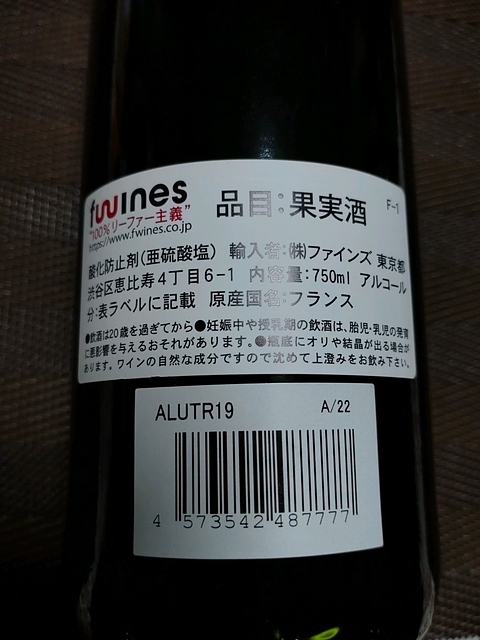 fwines
"100%リーファー主義"
https://www.fwines.co.jp
品目:果実酒
F-1
酸化防止剤(亜硫酸塩) 輸入者:㈱ファインズ 東京都
渋谷区恵比寿4丁目6-1 内容量:750ml アルコール
分:表ラベルに記載 原産国名:フランス
●飲酒は20歳を過ぎてから●妊娠中や授乳期の飲酒は、胎児・乳児の発育
に悪影響を与えるおそれがあります。●瓶底にオリや結晶が出る場合が
あります。ワインの自然な成分ですので沈めて上澄みをお飲み下さい。
ALUTR19
A/22
4 573542 487777